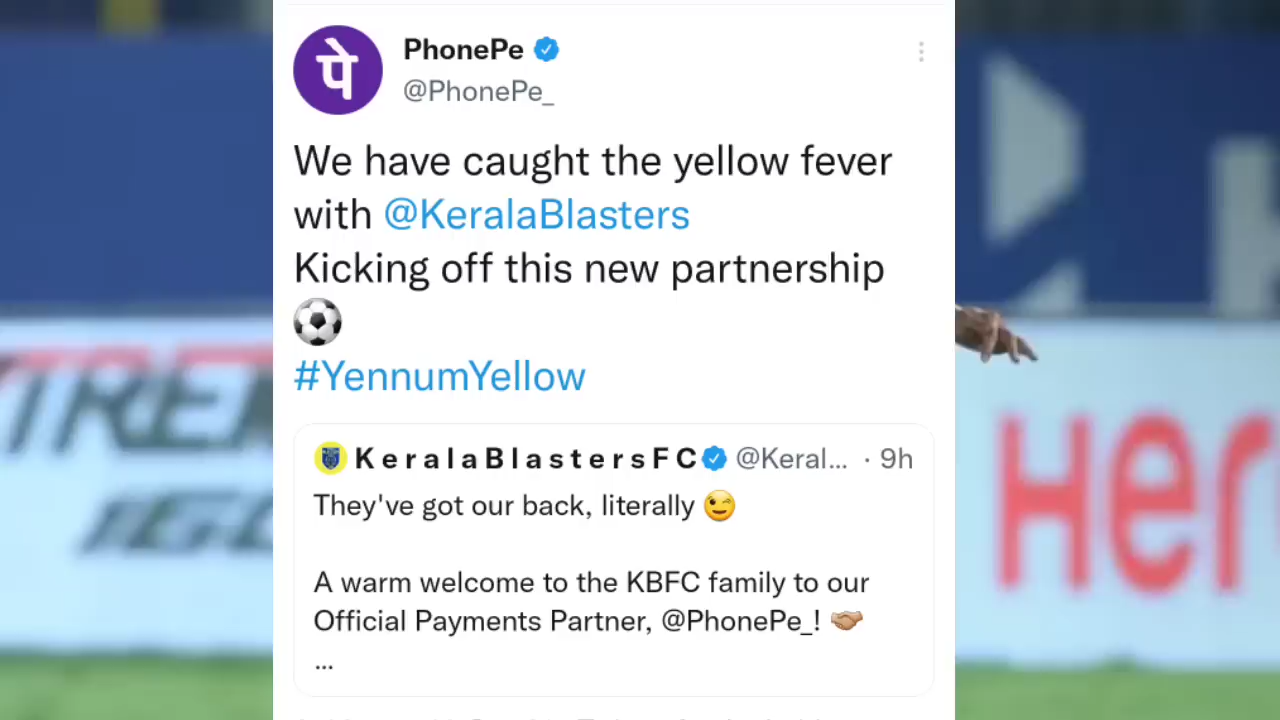 पे
PhonePe
@PhonePe_
We have caught the yellow fever
with @KeralaBlasters
Kicking off this new partnership
⚽
#YennumYellow
K e r a l a B l a s t e r s F C @Keral... · 9h
They've got our back, literally 😉
A warm welcome to the KBFC family to our
Official Payments Partner, @PhonePe_! 🤝🏼
...
Her